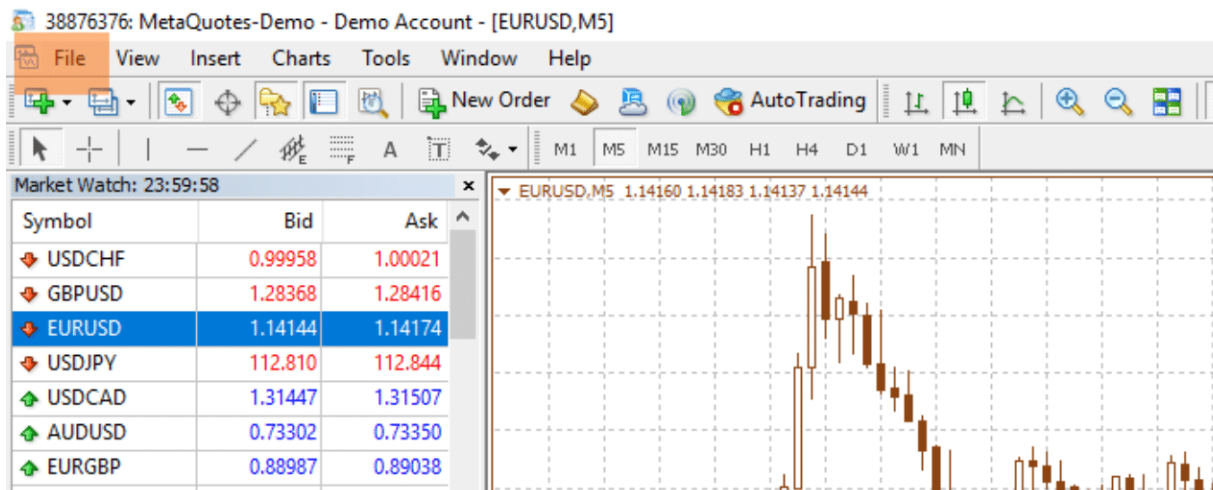 38876376: MetaQuotes-Demo - Demo Account - [EURUSD,M5]
File View Insert Charts Tools Window Help
New Order AutoTrading
E F A T M1 M5 M15 M30 H1 H4 D1 W1 MN
Market Watch: 23:59:58
EURUSD,M5 1.14160 1.14183 1.14137 1.14144
Symbol Bid Ask
USDCHF 0.99958 1.00021
GBPUSD 1.28368 1.28416
EURUSD 1.14144 1.14174
USDJPY 112.810 112.844
USDCAD 1.31447 1.31507
AUDUSD 0.73302 0.73350
EURGBP 0.88987 0.89038